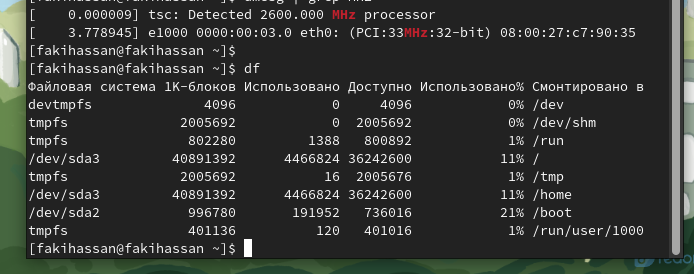 [    0.000009] tsc: Detected 2600.000 MHz processor
[    3.778945] e1000 0000:00:03.0 eth0: (PCI:33MHz:32-bit) 08:00:27:c7:90:35
[fakihassan@fakihassan ~]$
[fakihassan@fakihassan ~]$ df
Файловая система 1K-блоков Использовано Доступно Использовано% Смонтировано в
devtmpfs             4096            0     4096            0% /dev
tmpfs             2005692            0  2005692            0% /dev/shm
tmpfs              802280         1388   800892            1% /run
/dev/sda3        40891392      4466824 36242600           11% /
tmpfs             2005692           16  2005676            1% /tmp
/dev/sda3        40891392      4466824 36242600           11% /home
/dev/sda2          996780       191952   736016           21% /boot
tmpfs              401136          120   401016            1% /run/user/1000
[fakihassan@fakihassan ~]$